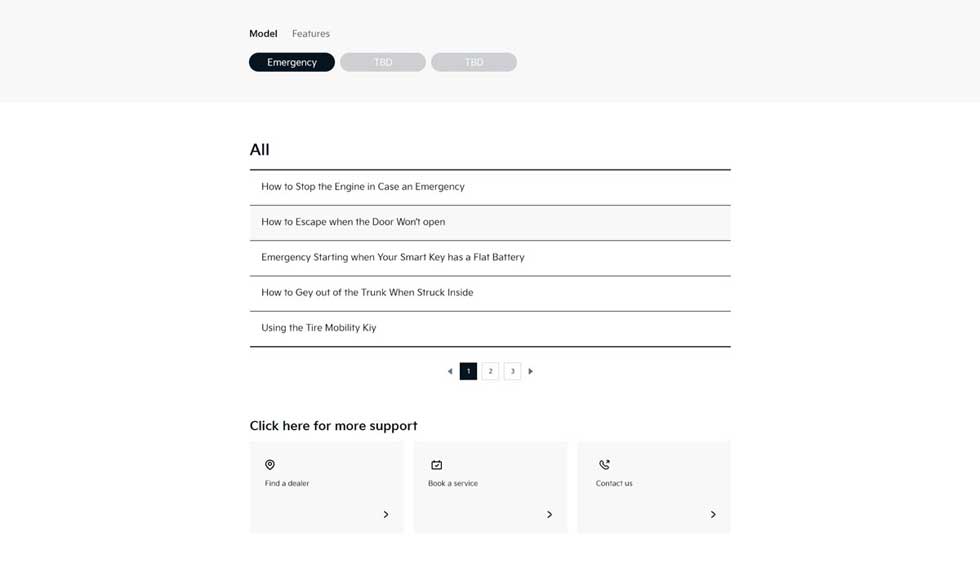 Model Features
Emergency TBD TBD
All
How to Stop the Engine in Case an Emergency
How to Escape when the Door Won't open
Emergency Starting when Your Smart Key has a Flat Battery
How to Gey out of the Trunk When Struck Inside
Using the Tire Mobility Kiy
1 2 3
Click here for more support
Find a dealer Book a service Contact us